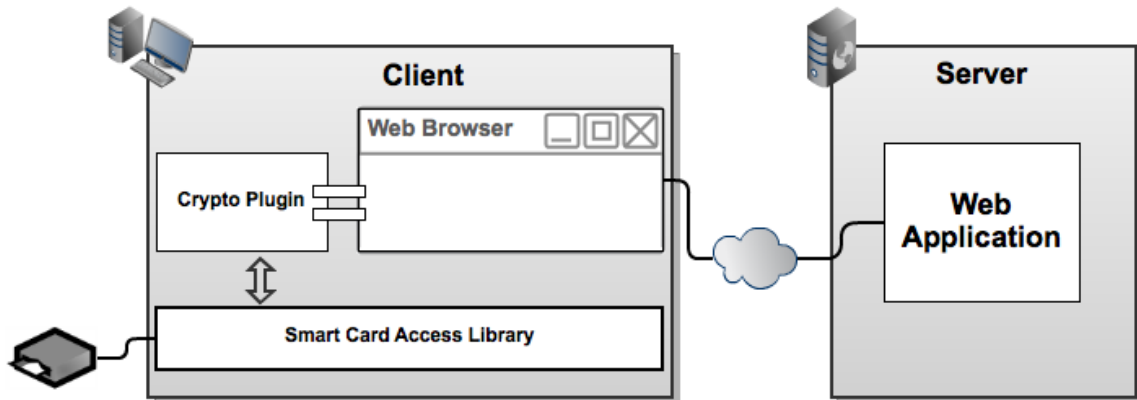 Client
Server
Web Browser
Crypto Plugin
Web
Application
Smart Card Access Library